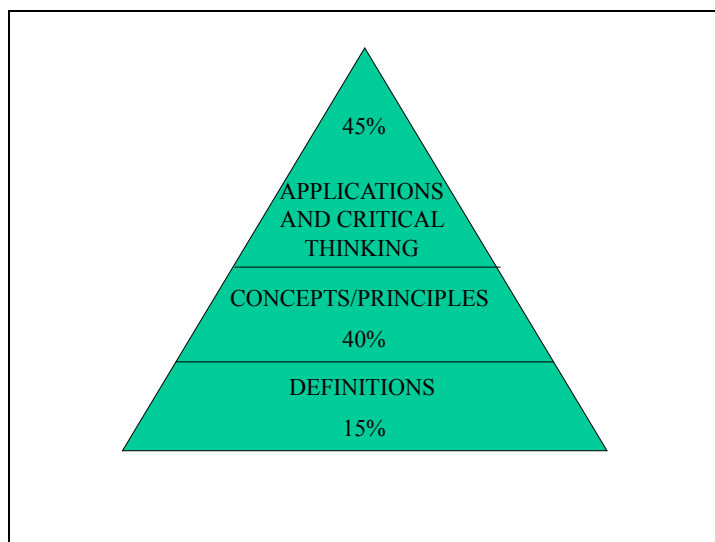 45%
APPLICATIONS
AND CRITICAL
THINKING
CONCEPTS/PRINCIPLES
40%
DEFINITIONS
15%